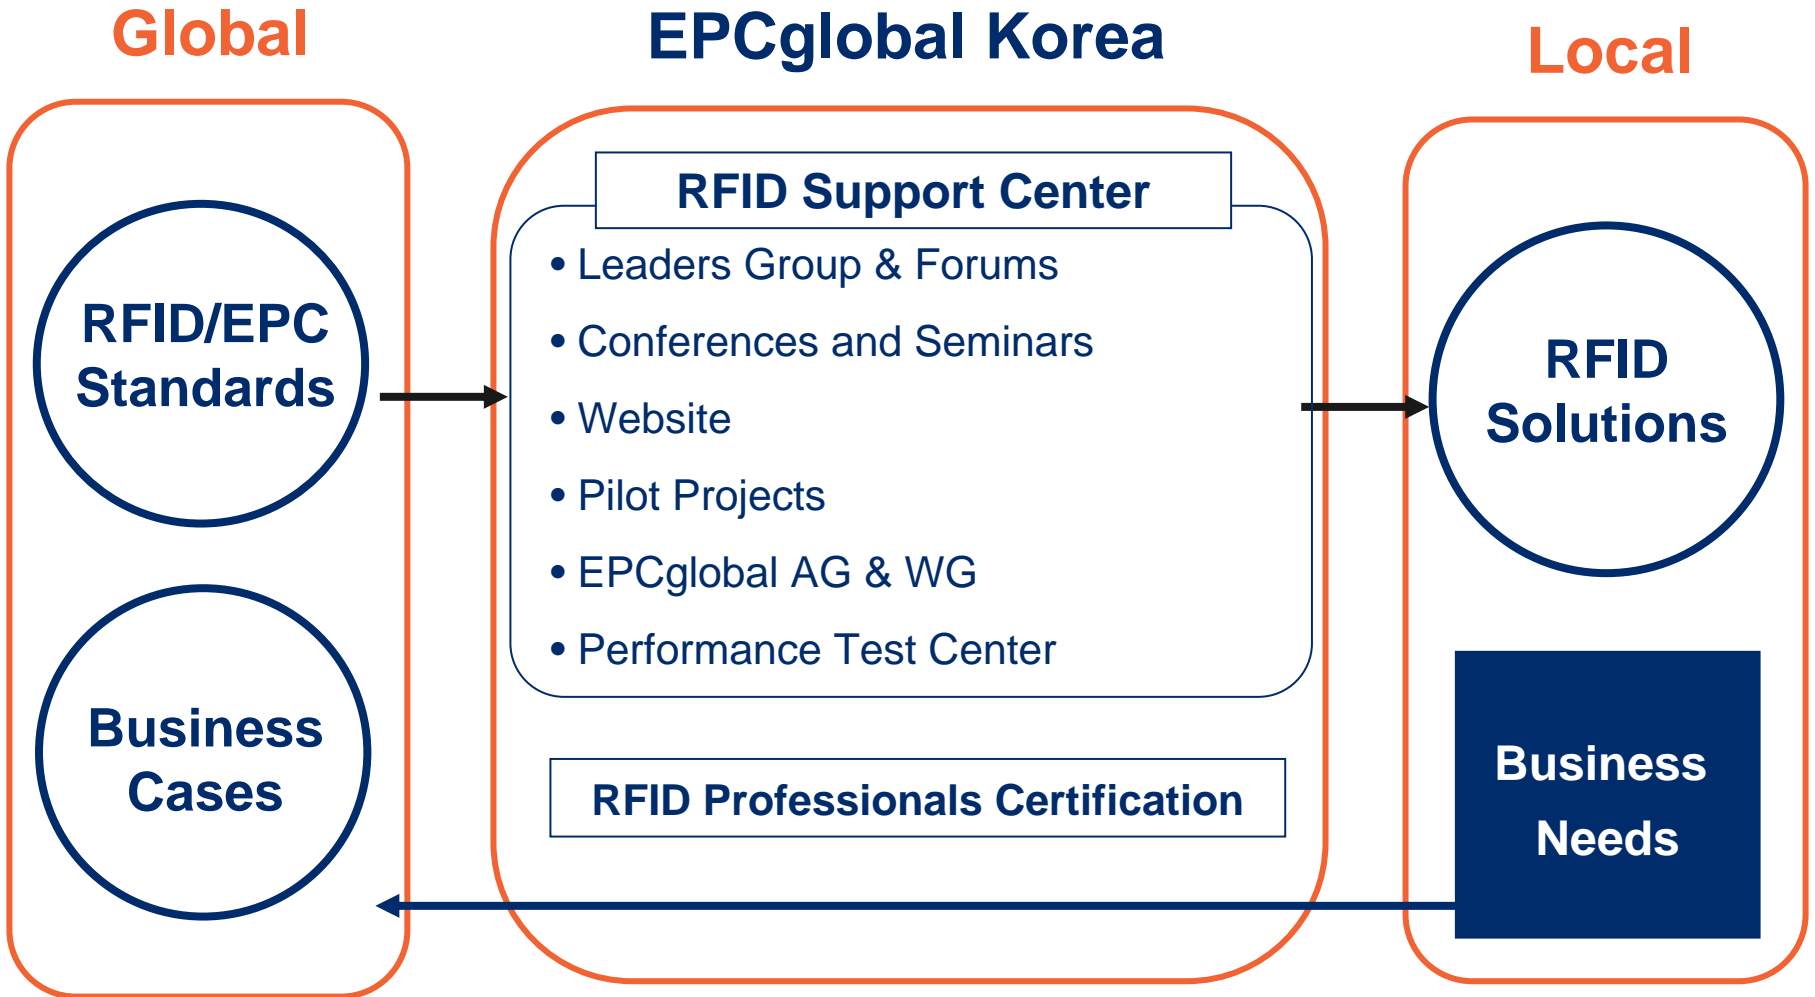 Global
EPCglobal Korea
Local
RFID/EPC
Standards
Business
Cases
RFID Support Center
• Leaders Group & Forums
• Conferences and Seminars
• Website
• Pilot Projects
• EPCglobal AG & WG
• Performance Test Center
RFID Professionals Certification
RFID
Solutions
Business
Needs